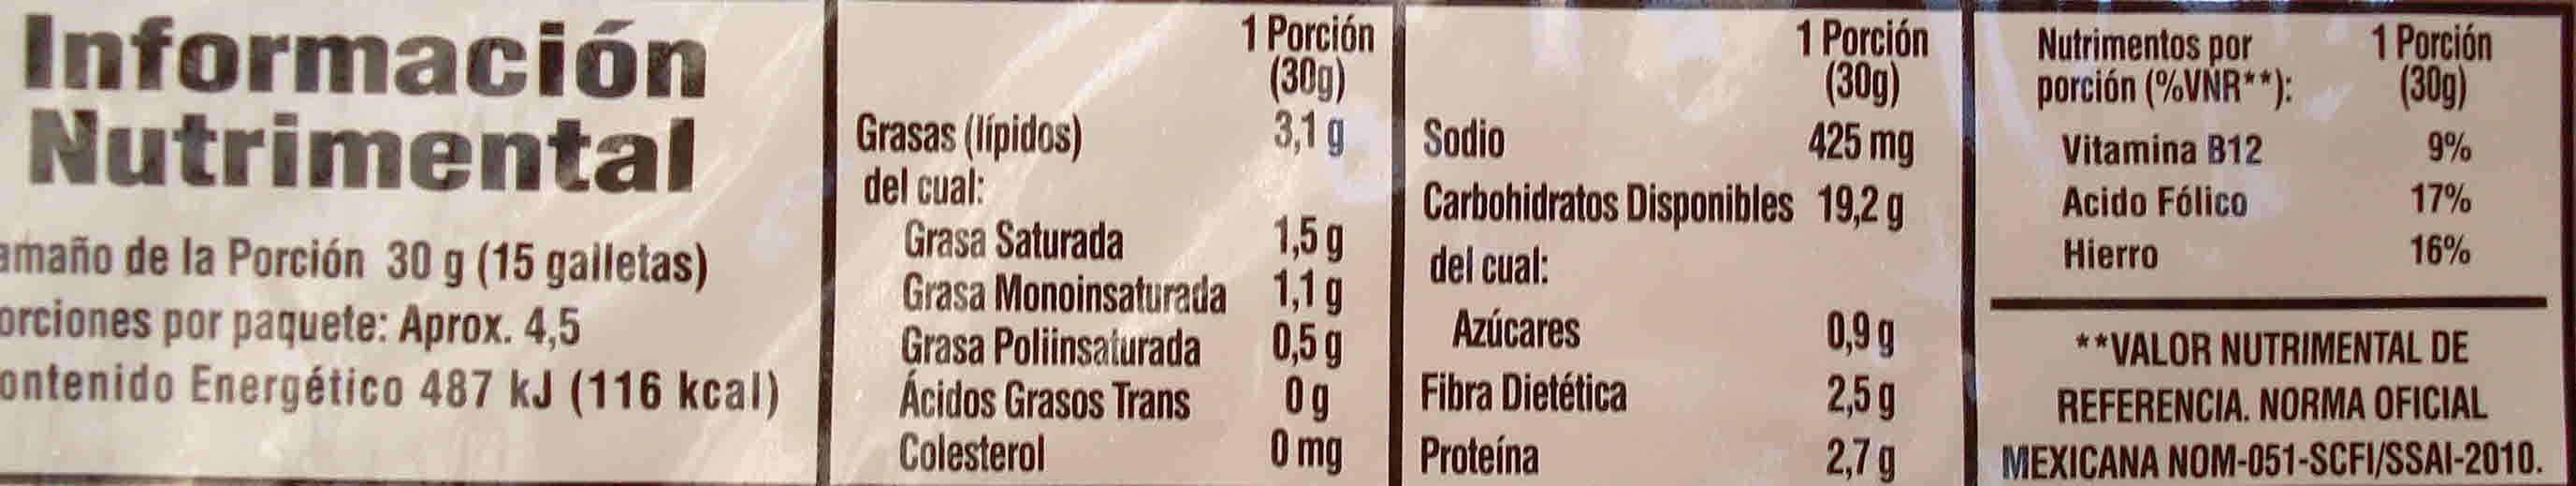 Información
Nutrimental
amaño de la Porción 30 g (15 galletas)
orciones por paquete: Aprox. 4,5
ontenido Energético 487 kJ (116 kcal)
1 Porción
(30g)
Grasas (lípidos) 3,1 g
del cual:
Grasa Saturada 1,5 g
Grasa Monoinsaturada 1,1 g
Grasa Poliinsaturada 0,5 g
Ácidos Grasos Trans 0 g
Colesterol 0 mg
1 Porción
(30g)
Sodio 425 mg
Carbohidratos Disponibles 19,2 g
del cual:
Azúcares 0,9 g
Fibra Dietética 2,5 g
Proteína 2,7 g
Nutrimentos por 1 Porción
porción (%VNR**): (30g)
Vitamina B12 9%
Acido Fólico 17%
Hierro 16%
**VALOR NUTRIMENTAL DE
REFERENCIA. NORMA OFICIAL
MEXICANA NOM-051-SCFI/SSAI-2010.